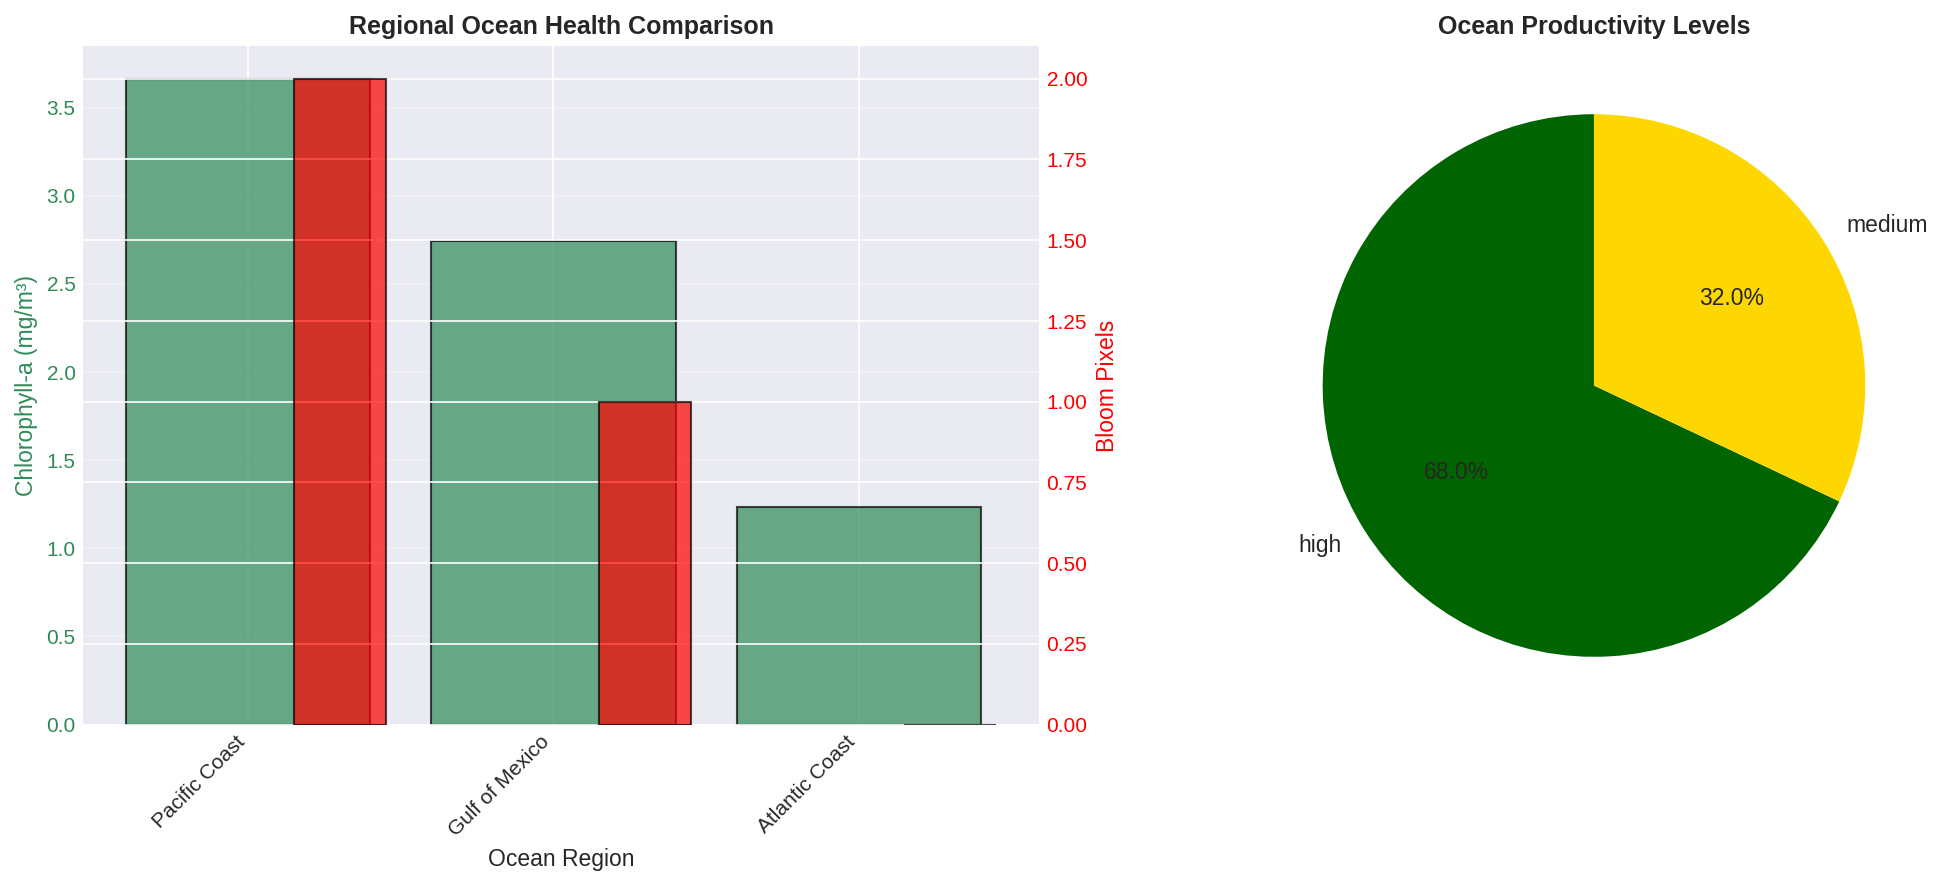 Regional Ocean Health Comparison
Chlorophyll-a (mg/m³)
3.5
3.0
2.5
2.0
1.5
1.0
0.5
0.0
2.00
1.75
1.50
1.25
1.00
0.75
0.50
0.25
0.00
Bloom Pixels
Pacific Coast
Gulf of Mexico
Atlantic Coast
Ocean Region
Ocean Productivity Levels
medium
32.0%
68.0%
high